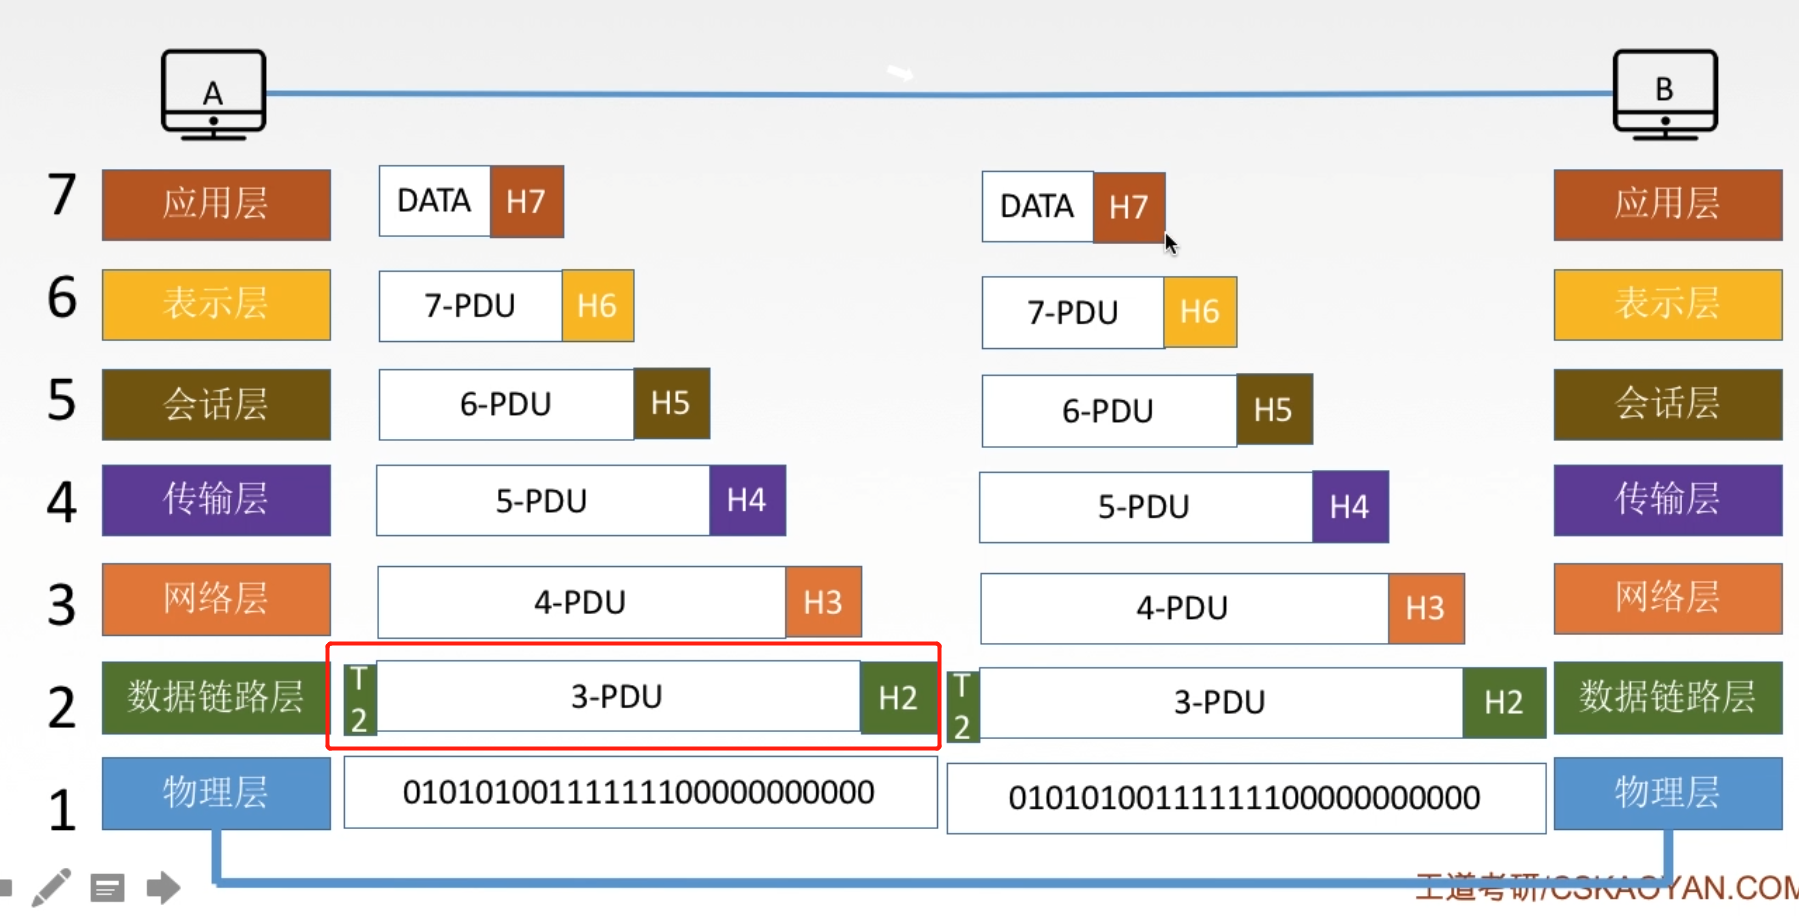 A
B
7 应用层 DATA H7 DATA H7 应用层
6 表示层 7-PDU H6 7-PDU H6 表示层
5 会话层 6-PDU H5 6-PDU H5 会话层
4 传输层 5-PDU H4 5-PDU H4 传输层
3 网络层 4-PDU H3 4-PDU H3 网络层
2 数据链路层 T2 3-PDU H2 T2 3-PDU H2 数据链路层
1 物理层 01010100111111100000000000 01010100111111100000000000 物理层
工道考研/CSKAOYAN.COM